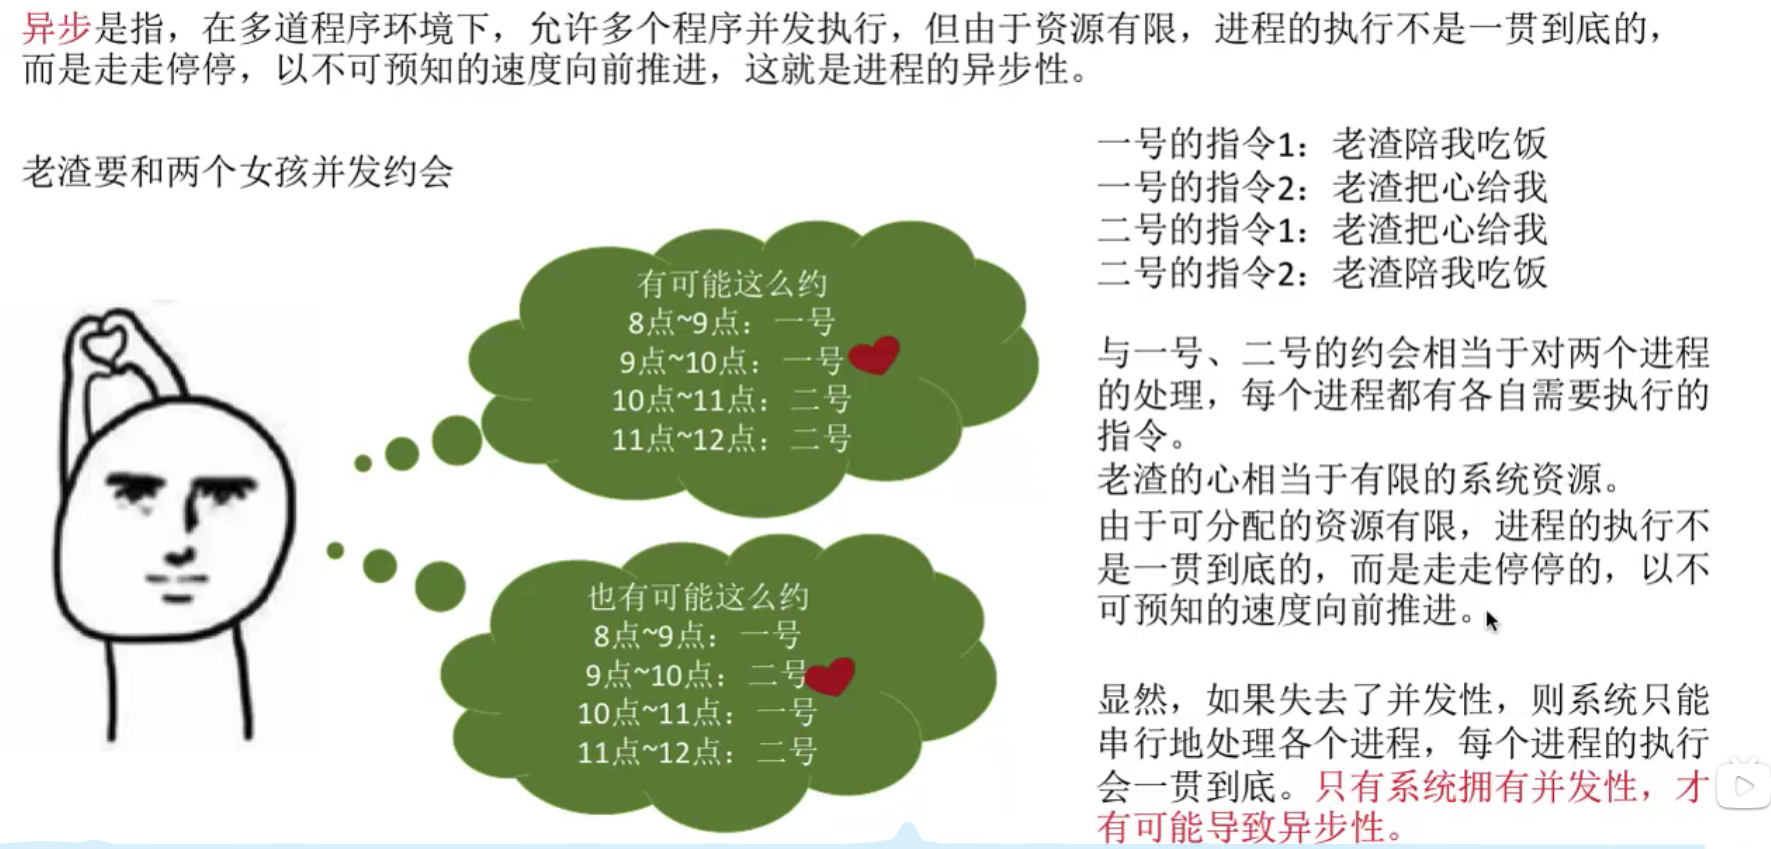 异步是指，在多道程序环境下，允许多个程序并发执行，但由于资源有限，进程的执行不是一贯到底的，
而是走走停停，以不可预知的速度向前推进，这就是进程的异步性。
老渣要和两个女孩并发约会
有可能这么约
8点~9点：一号
9点~10点：一号
10点~11点：二号
11点~12点：二号
也有可能这么约
8点~9点：一号
9点~10点：二号
10点~11点：一号
11点~12点：二号
一号的指令1：老渣陪我吃饭
一号的指令2：老渣把心给我
二号的指令1：老渣把心给我
二号的指令2：老渣陪我吃饭
与一号、二号的约会相当于对两个进程
的处理，每个进程都有各自需要执行的
指令。
老渣的心相当于有限的系统资源。
由于可分配的资源有限，进程的执行不
是一贯到底的，而是走走停停的，以不
可预知的速度向前推进。
显然，如果失去了并发性，则系统只能
串行地处理各个进程，每个进程的执行
会一贯到底。只有系统拥有并发性，才
有可能导致异步性。